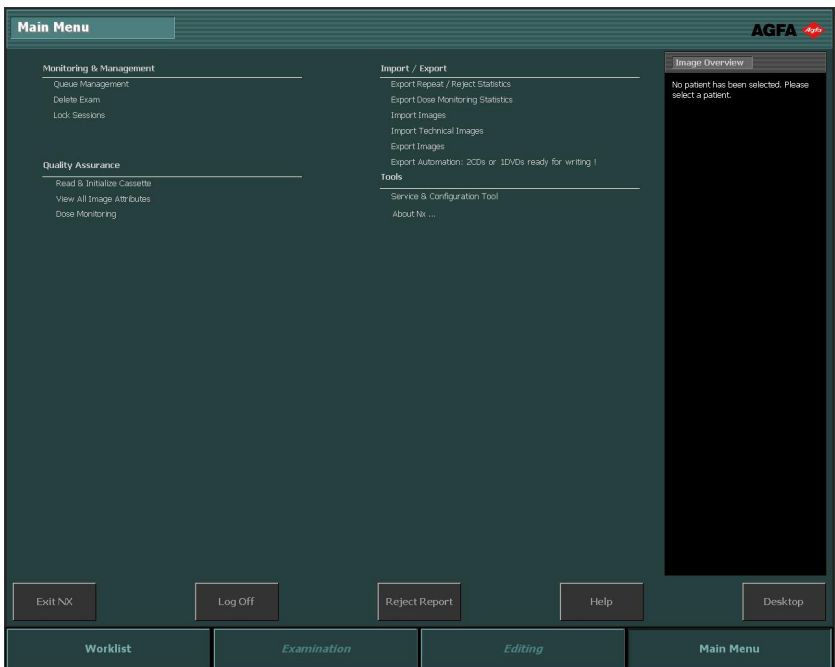 Main Menu
AGFA
Agfa
Monitoring & Management
Queue Management
Delete Exam
Lock Sessions
Quality Assurance
Read & Initialize Cassette
View All Image Attributes
Dose Monitoring
Import / Export
Export Repeat / Reject Statistics
Export Dose Monitoring Statistics
Import Images
Import Technical Images
Export Images
Export Automation: 2CDs or 1DVDs ready for writing !
Tools
Service & Configuration Tool
About Nx ...
Image Overview
No patient has been selected. Please
select a patient.
Exit NX
Log Off
Reject Report
Help
Desktop
Worklist
Examination
Editing
Main Menu